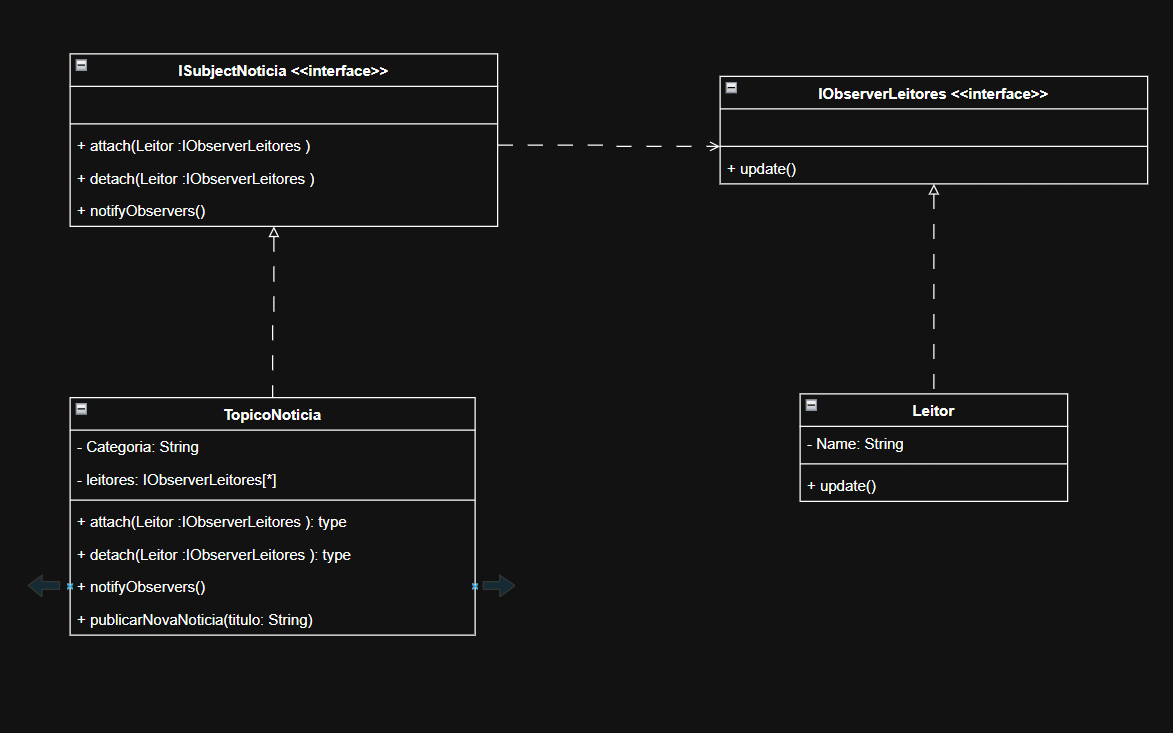 ISubjectNoticia <<interface>>
+ attach(Leitor :IObserverLeitores )
+ detach(Leitor :IObserverLeitores )
+ notifyObservers()
IObserverLeitores <<interface>>
+ update()
TopicoNoticia
- Categoria: String
- leitores: IObserverLeitores[*]
+ attach(Leitor :IObserverLeitores ): type
+ detach(Leitor :IObserverLeitores ): type
+ notifyObservers()
+ publicarNovaNoticia(titulo: String)
Leitor
- Name: String
+ update()